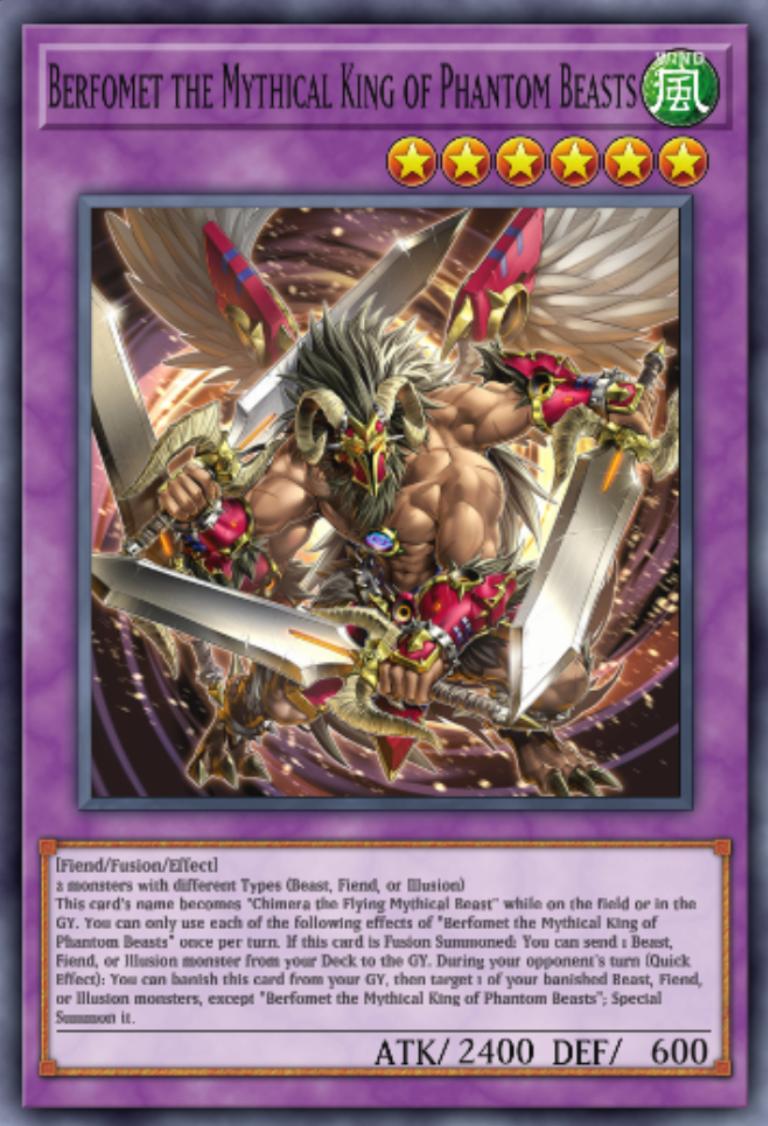 Berfomet the Mythical King of Phantom Beasts
WIND
風
[Fiend/Fusion/Effect]
2 monsters with different Types (Beast, Fiend, or Illusion)
This card's name becomes "Chimera the Flying Mythical Beast" while on the field or in the
GY. You can only use each of the following effects of "Berfomet the Mythical King of
Phantom Beasts" once per turn. If this card is Fusion Summoned: You can send 1 Beast,
Fiend, or Illusion monster from your Deck to the GY. During your opponent's turn (Quick
Effect): You can banish this card from your GY, then target 1 of your banished Beast, Fiend,
or Illusion monsters, except "Berfomet the Mythical King of Phantom Beasts"; Special
Summon it.
ATK/ 2400 DEF/ 600